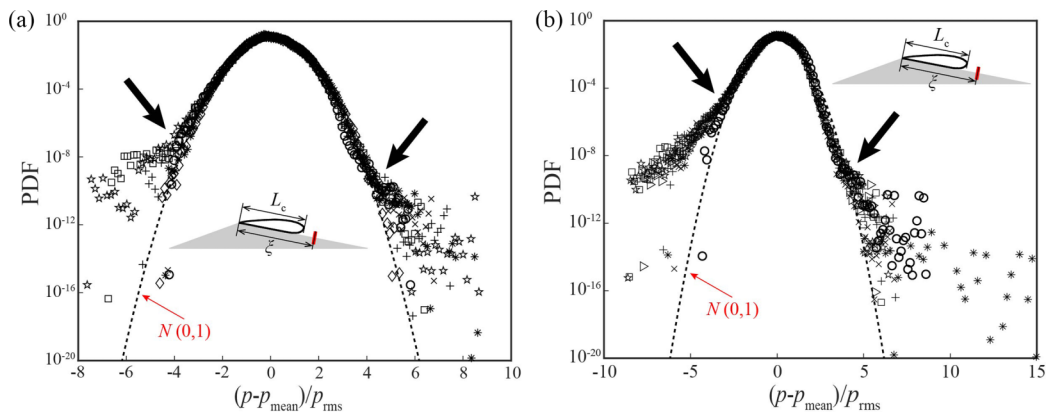 (a)
10^0
10^-4
10^-8
10^-12
10^-16
10^-20
PDF
L_c
ξ
N (0,1)
-8 -6 -4 -2 0 2 4 6 8 10
(p-p_mean)/p_rms
(b)
10^0
10^-4
10^-8
10^-12
10^-16
10^-20
PDF
L_c
ξ
N (0,1)
-10 -5 0 5 10 15
(p-p_mean)/p_rms